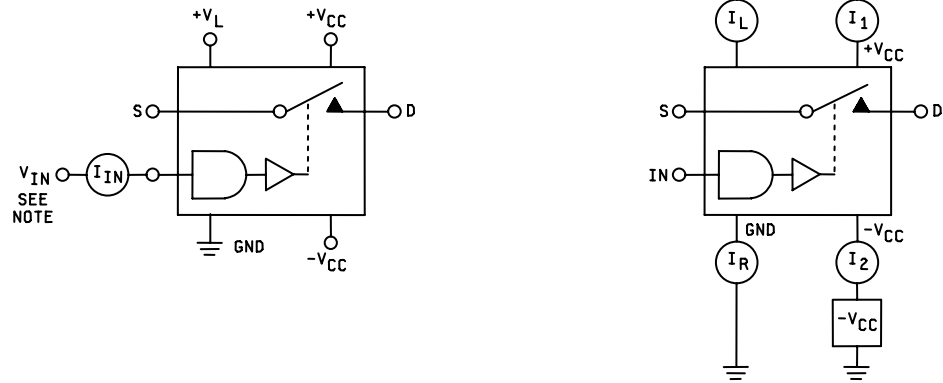 +VL
+VCC
S
D
VIN
IIN
SEE
NOTE
GND
-VCC
IL
I1
+VCC
S
D
IN
GND
-VCC
IR
I2
-VCC